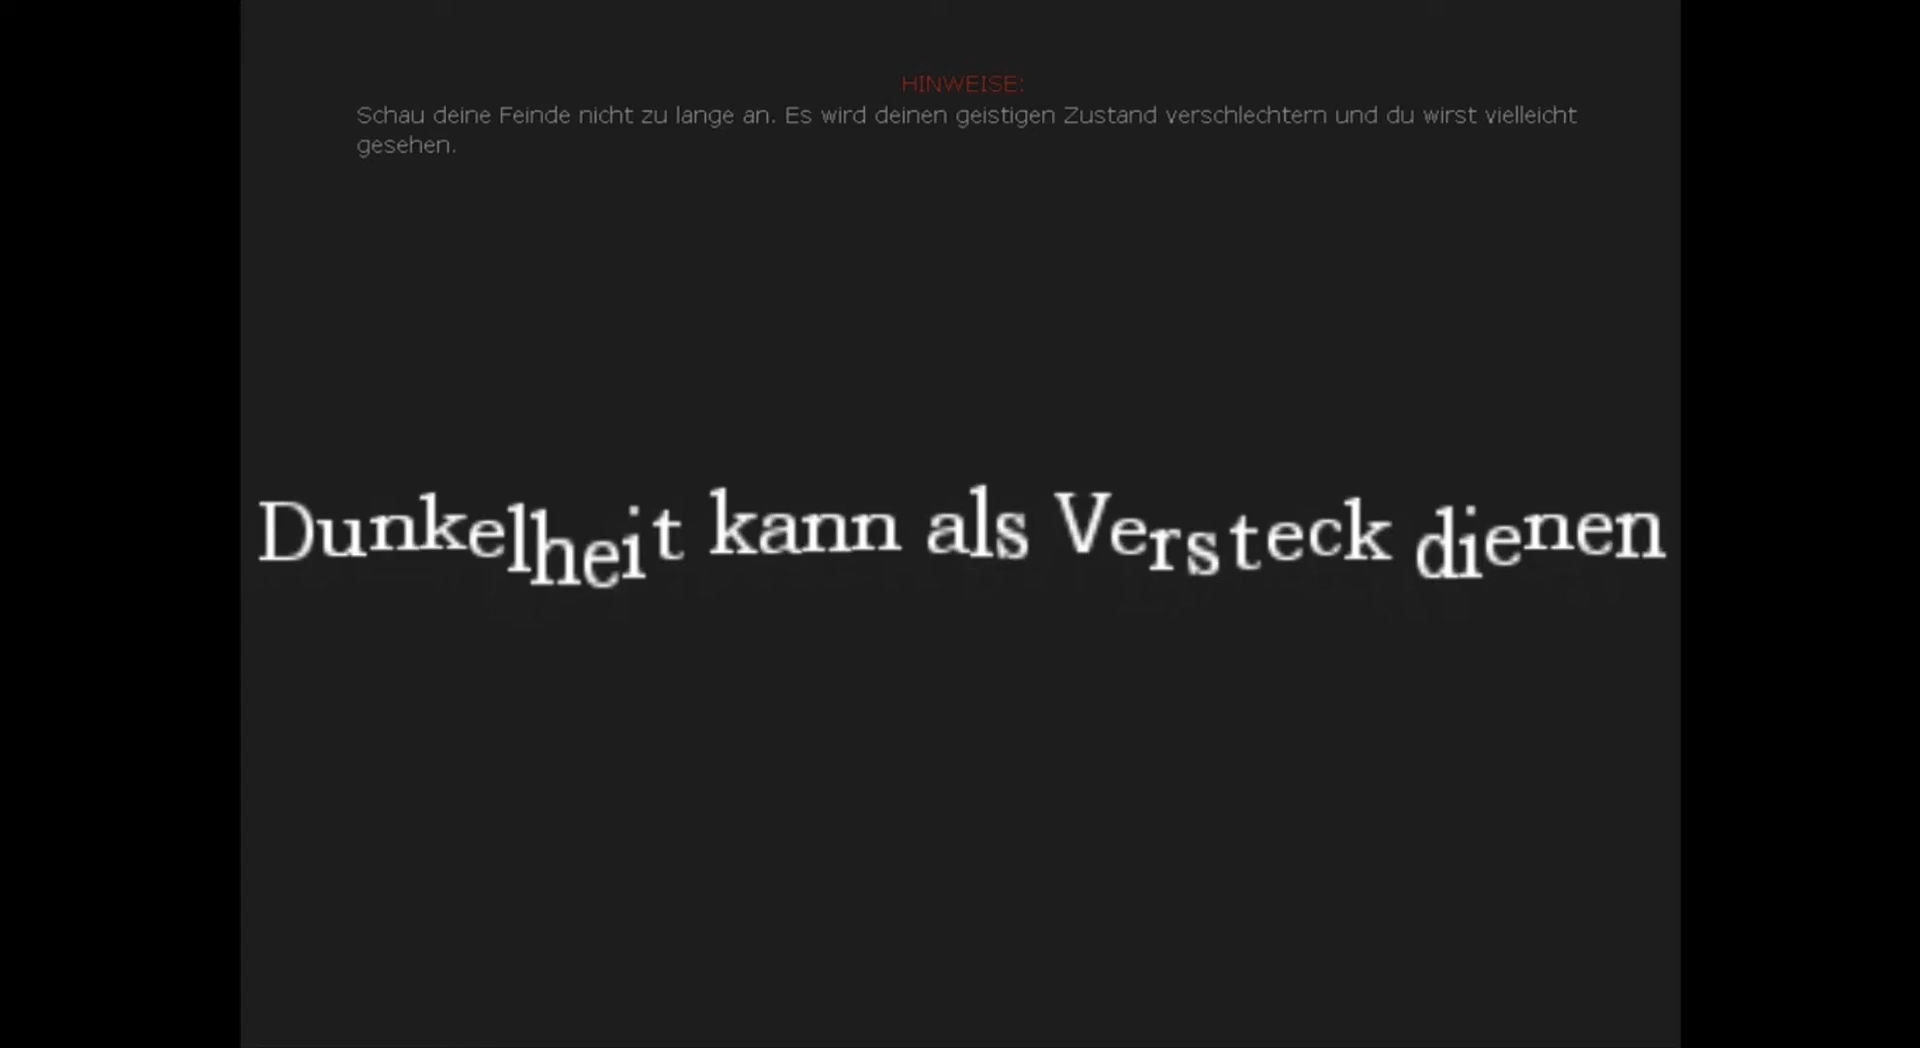 HINWEISE:
Schau deine Feinde nicht zu lange an. Es wird deinen geistigen Zustand verschlechtern und du wirst vielleicht
gesehen.
Dunkelheit kann als Versteck dienen